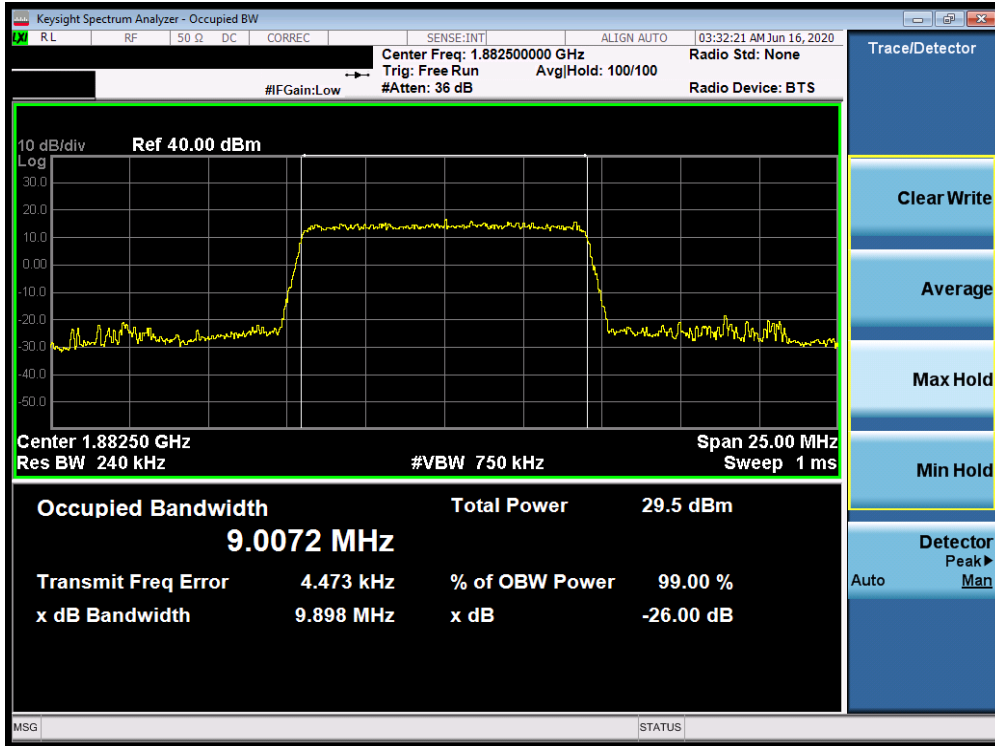 Keysight Spectrum Analyzer - Occupied BW
LXI RL RF 50 Ω DC CORREC SENSE:INT ALIGN AUTO 03:32:21 AM Jun 16, 2020
Center Freq: 1.882500000 GHz Radio Std: None
Trig: Free Run Avg|Hold: 100/100
#IFGain:Low #Atten: 36 dB Radio Device: BTS
Trace/Detector
10 dB/div Ref 40.00 dBm
Log
30.0
20.0
10.0
0.00
-10.0
-20.0
-30.0
-40.0
-50.0
Center 1.88250 GHz Span 25.00 MHz
Res BW 240 kHz #VBW 750 kHz Sweep 1 ms
Occupied Bandwidth Total Power 29.5 dBm
9.0072 MHz
Transmit Freq Error 4.473 kHz % of OBW Power 99.00 %
x dB Bandwidth 9.898 MHz x dB -26.00 dB
Clear Write
Average
Max Hold
Min Hold
Detector
Peak▶
Auto Man
MSG STATUS